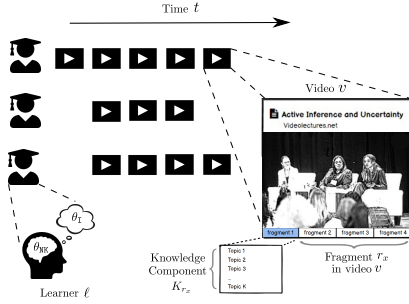 Time t
Video v
Active Inference and Uncertainty
Videolectures.net
fragment 1 fragment 2 fragment 3 fragment 4
θ_I
θ_NK
Learner ℓ
Knowledge
Component
K_{r_x}
Topic 1
Topic 2
Topic 3
...
Topic K
Fragment r_x
in video v